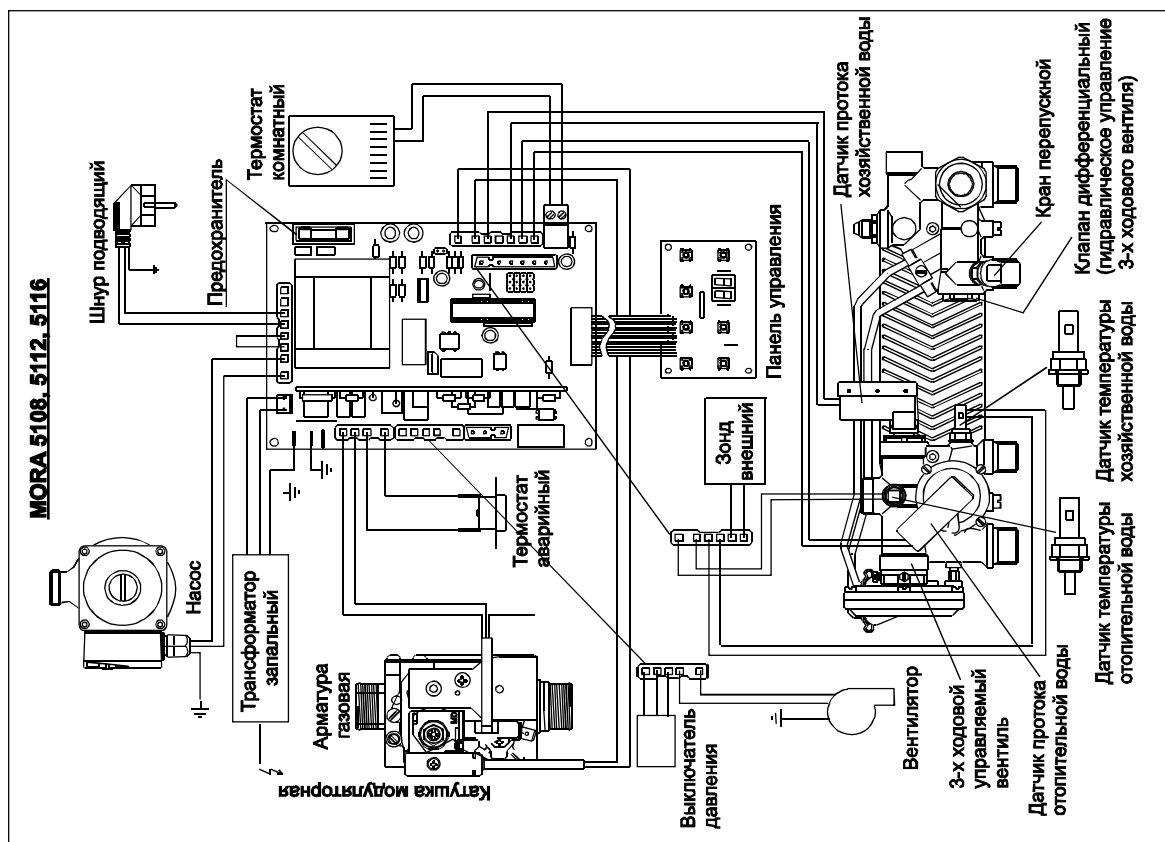 MORA 5108, 5112, 5116
Шнур подводящий
Предохранитель
Термостат
комнатный
Насос
Трансформатор
запальный
Арматура
газовая
Катушка модуляторная
Термостат
аварийный
Панель управления
Зонд
внешний
Выключатель
давления
Вентилятор
3-х ходовой
управляемый
вентиль
Датчик протока
отопительной воды
Датчик температуры
отопительной воды
Датчик температуры
хозяйственной воды
Датчик протока
хозяйственной воды
Кран перепускной
Клапан дифференциальный
(гидравлическое управление
3-х ходового вентиля)